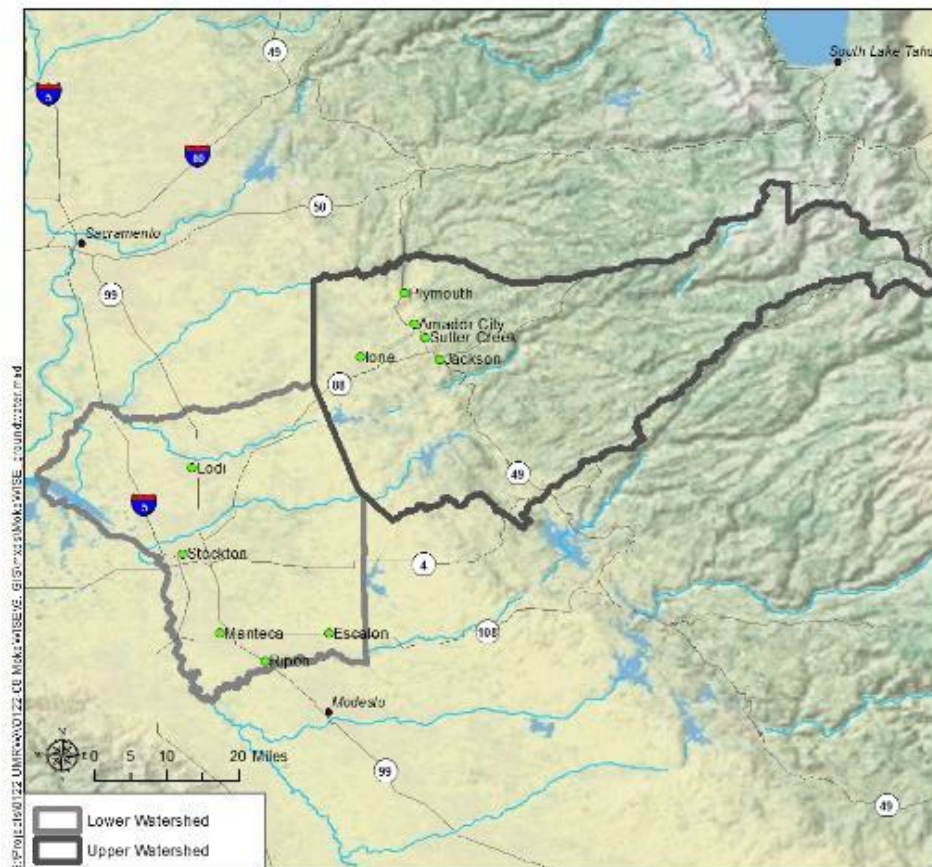 49
South Lake Taho
5
80
50
Sacramento
99
Plymouth
Amador City
Sutter Creek
Ione
Jackson
88
Lodi
49
5
Stockton
4
Manteca
Escalon
108
Ripon
Modesto
0 5 10 20 Miles
99
49
Lower Watershed
Upper Watershed